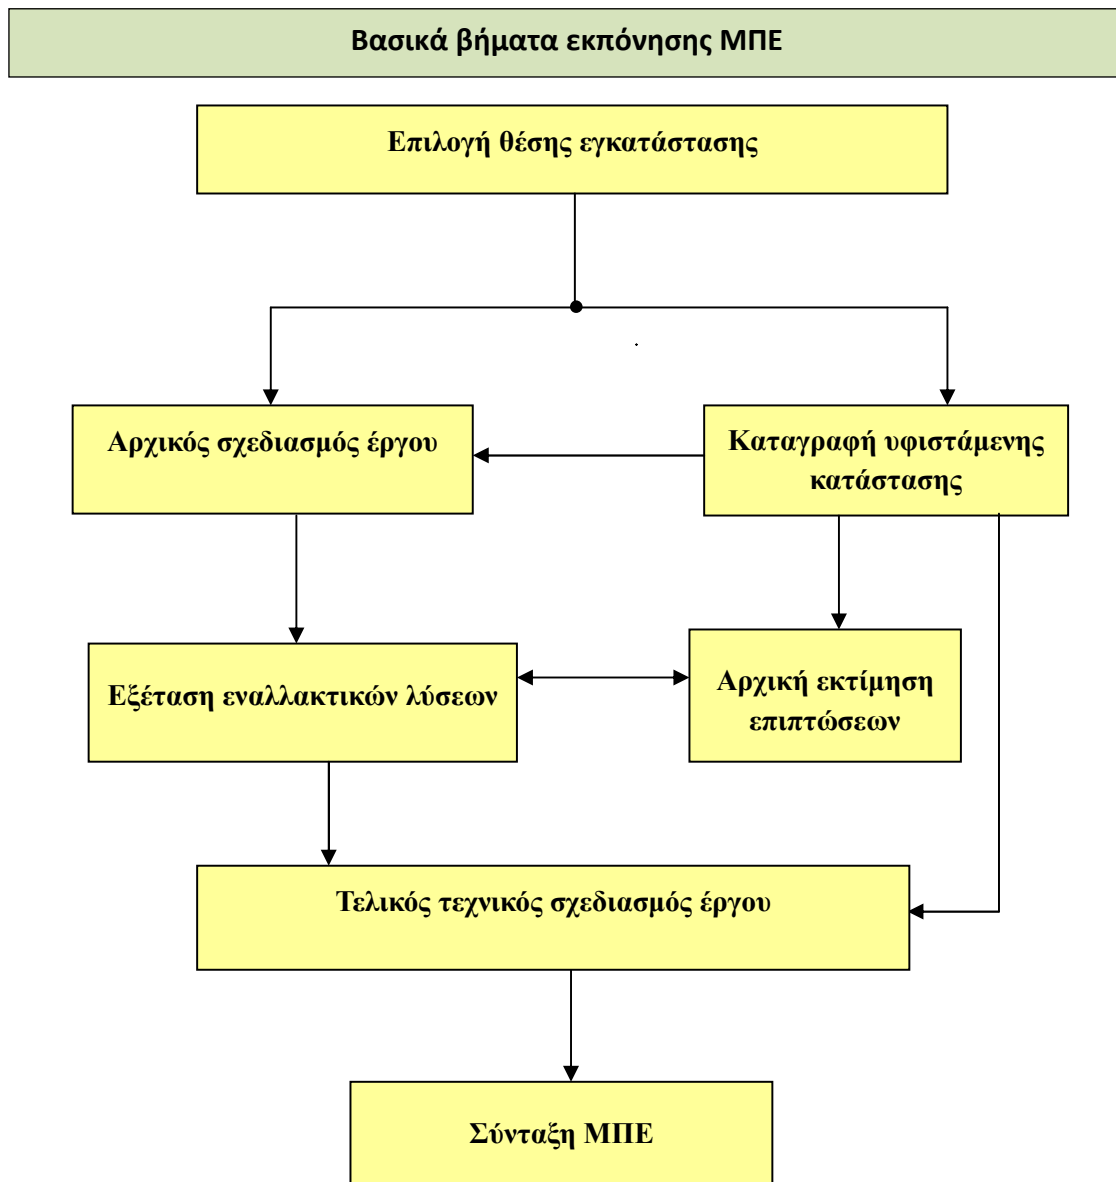 Βασικά βήματα εκπόνησης ΜΠΕ
Επιλογή θέσης εγκατάστασης
Αρχικός σχεδιασμός έργου
Καταγραφή υφιστάμενης
κατάστασης
Εξέταση εναλλακτικών λύσεων
Αρχική εκτίμηση
επιπτώσεων
Τελικός τεχνικός σχεδιασμός έργου
Σύνταξη ΜΠΕ